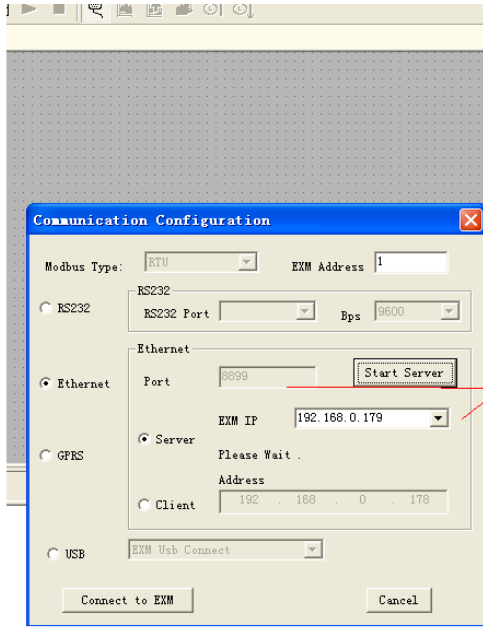 Communication Configuration
Modbus Type: RTU EXM Address 1
RS232
RS232 RS232 Port Bps 9600
Ethernet
Ethernet Port 8899 Start Server
EXM IP 192.168.0.179
Server
GPRS Please Wait .
Address
Client 192 . 168 . 0 . 178
USB EXM Usb Connect
Connect to EXM Cancel